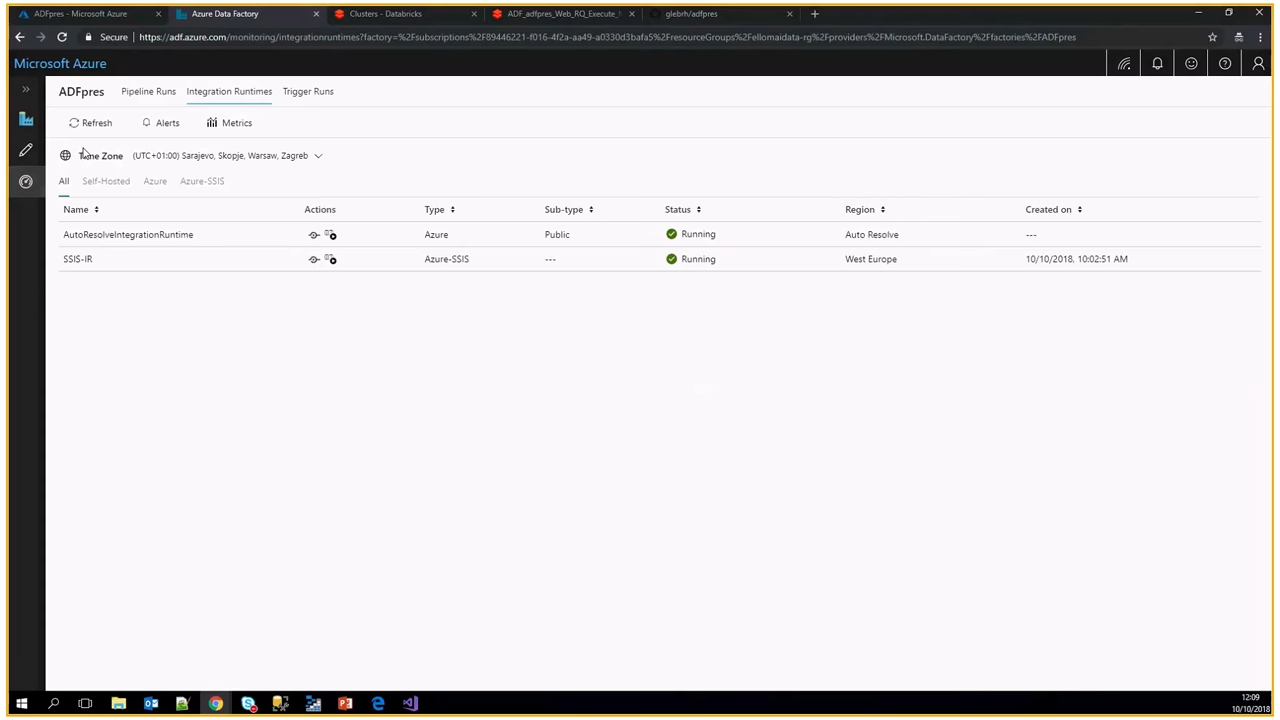 ADFpres - Microsoft Azure
Azure Data Factory
Clusters - Databricks
ADF_adfpres_Web_RQ_Execute_
glebrh/adfpres
Secure
https://adf.azure.com/monitoring/integrationruntimes?factory=%2Fsubscriptions%2F89446221-f016-4f2a-aa49-a0330d3bafa5%2FresourceGroups%2Fellomaidata-rg%2Fproviders%2FMicrosoft.DataFactory%2Ffactories%2FADFpres
Microsoft Azure
ADFpres Pipeline Runs Integration Runtimes Trigger Runs
Refresh Alerts Metrics
Time Zone (UTC+01:00) Sarajevo, Skopje, Warsaw, Zagreb
All Self-Hosted Azure Azure-SSIS
Name Actions Type Sub-type Status Region Created on
AutoResolveIntegrationRuntime Azure Public Running Auto Resolve ---
SSIS-IR Azure-SSIS --- Running West Europe 10/10/2018, 10:02:51 AM
12:09
10/10/2018